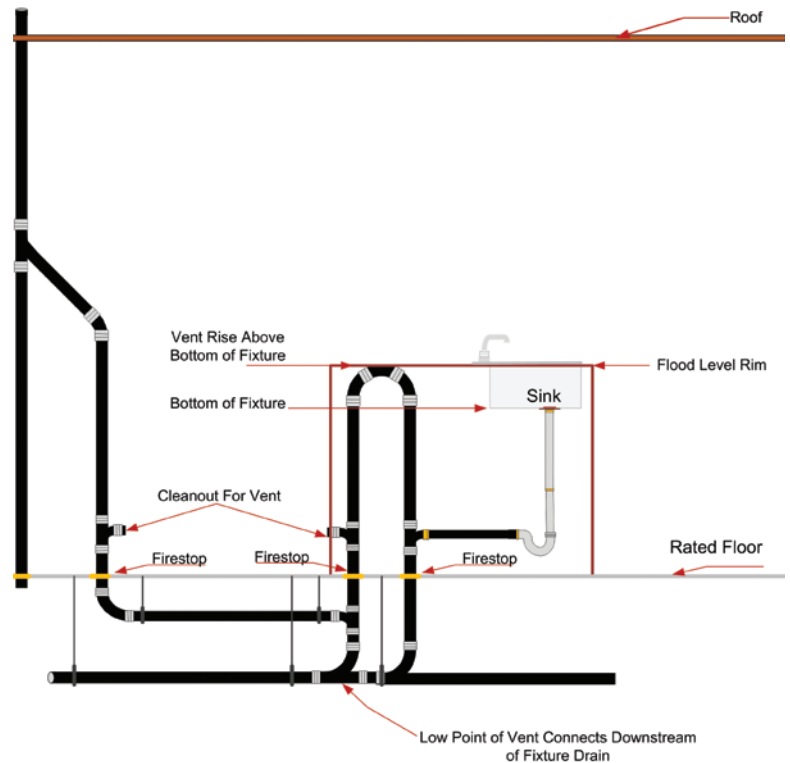 Roof
Vent Rise Above
Bottom of Fixture
Flood Level Rim
Bottom of Fixture
Sink
Cleanout For Vent
Rated Floor
Firestop
Firestop
Firestop
Low Point of Vent Connects Downstream
of Fixture Drain